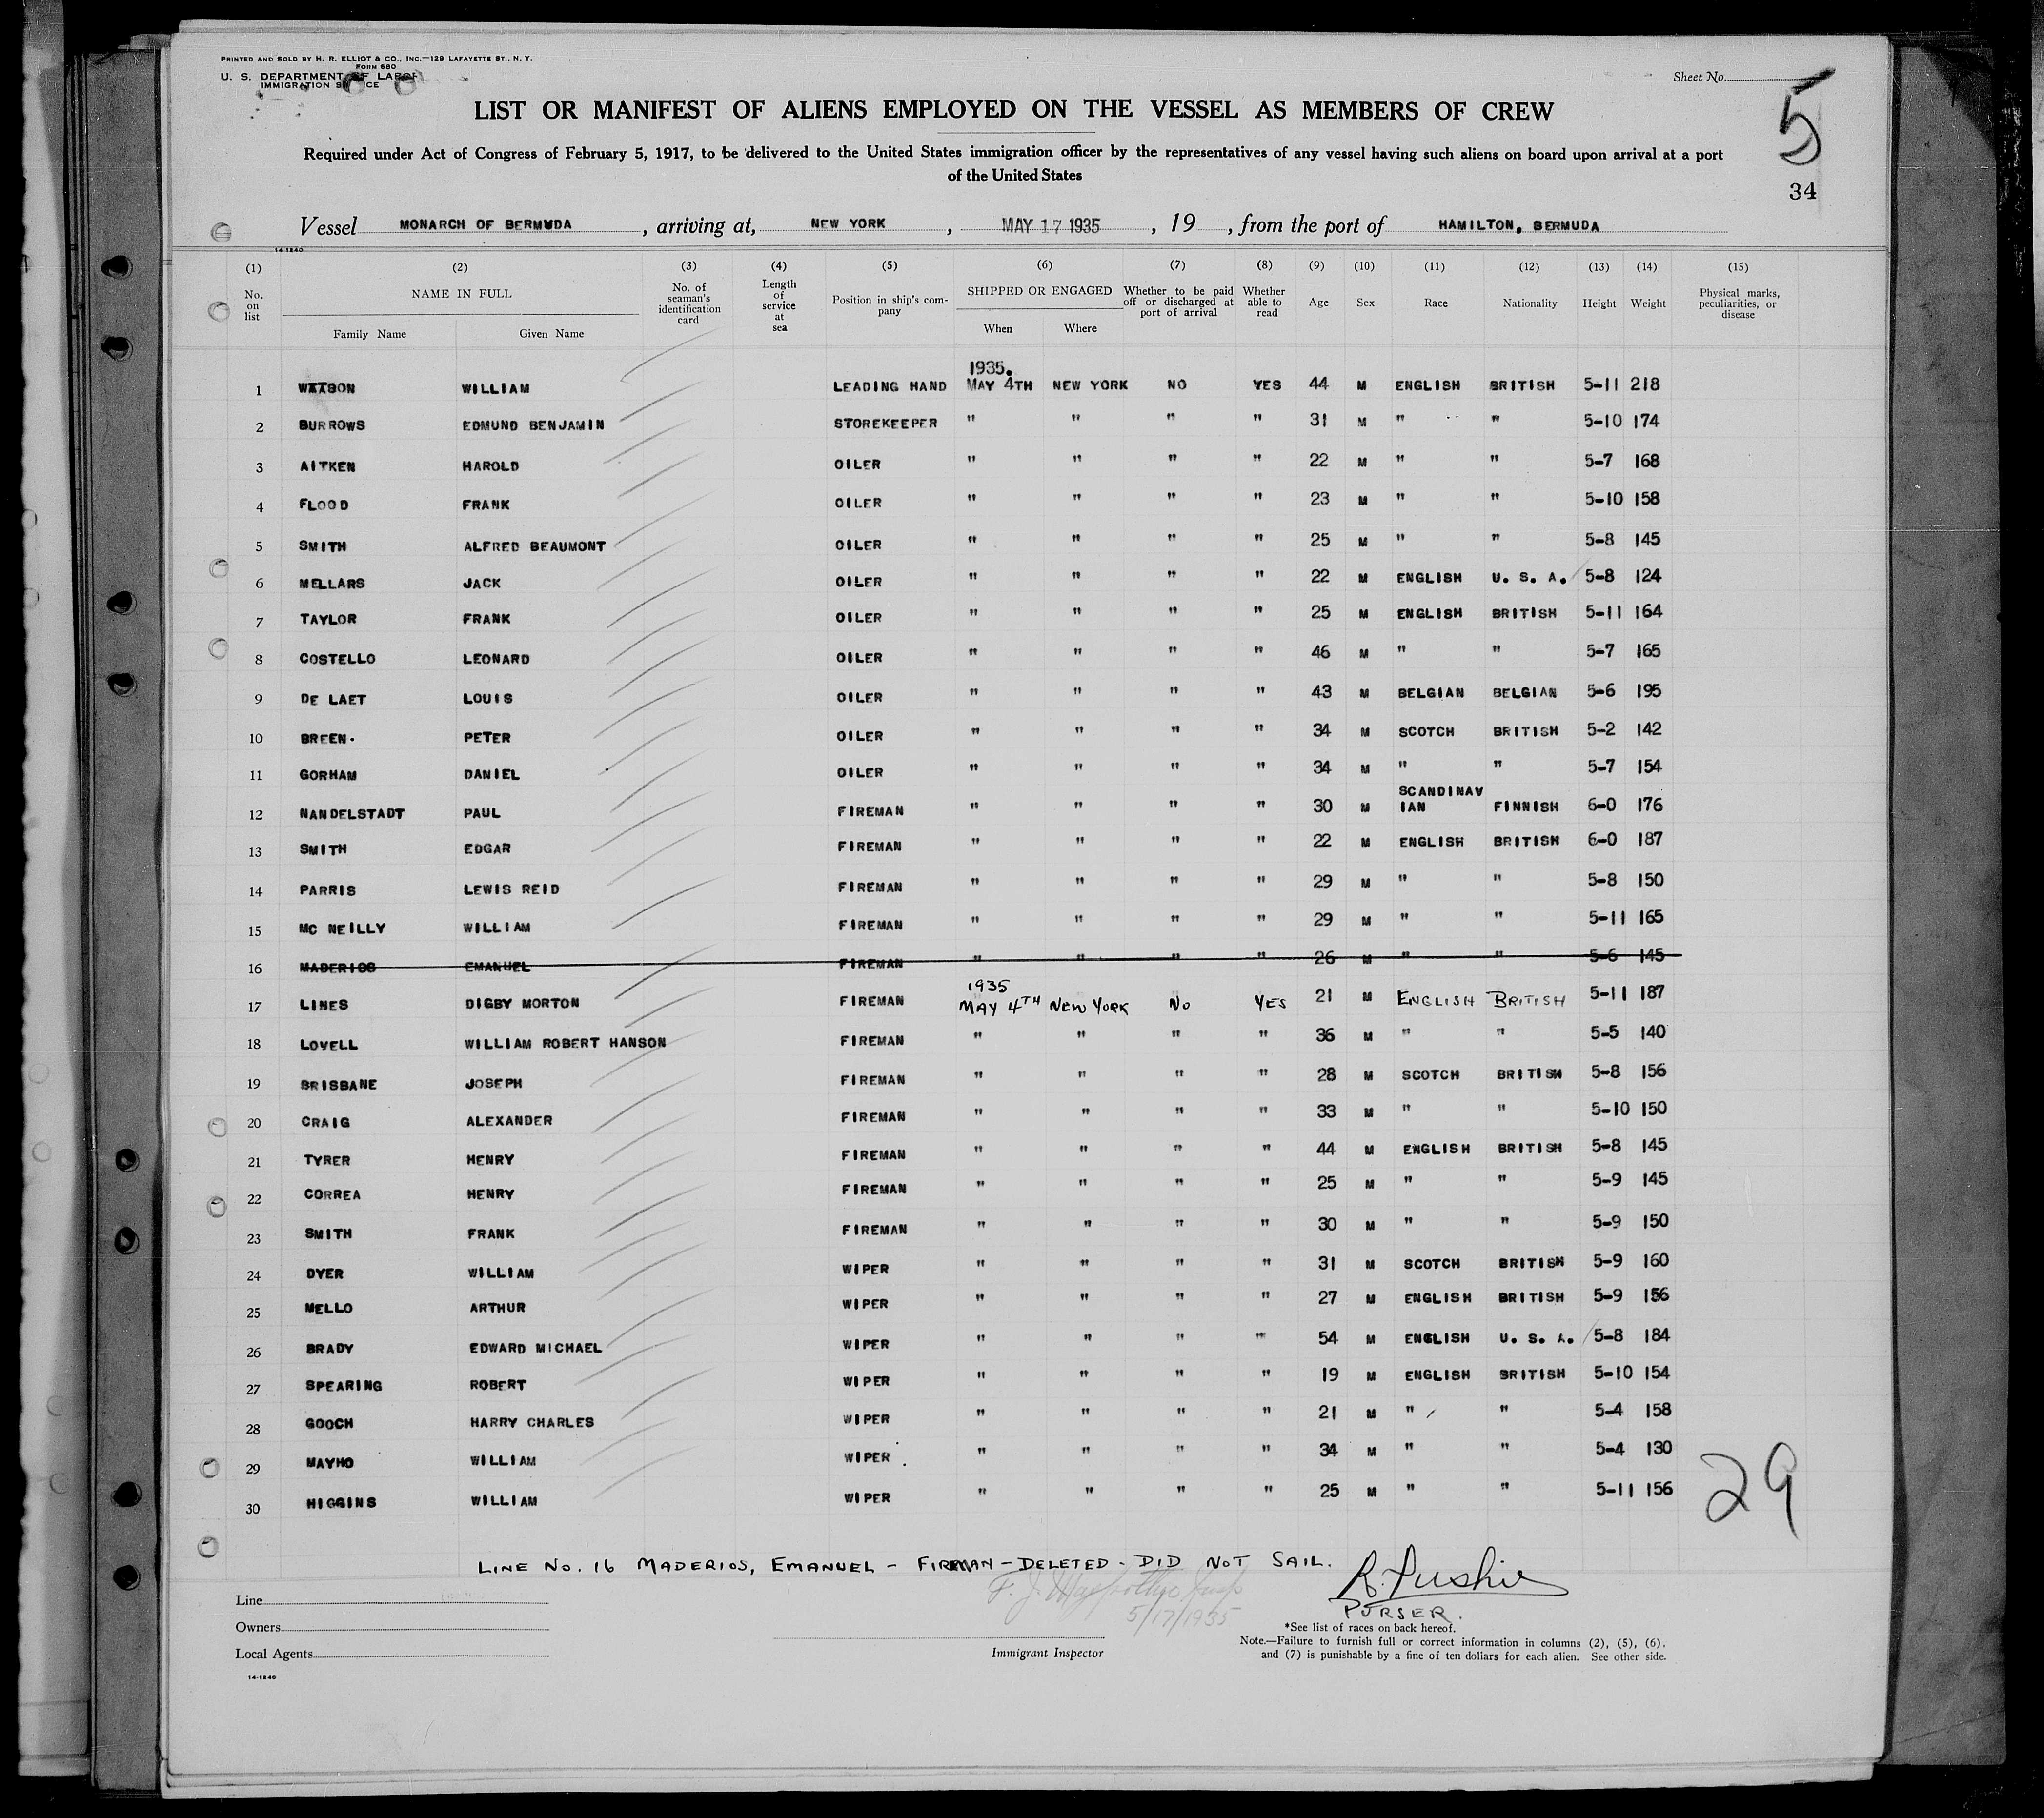 PRINTED AND SOLD BY H. R. ELLIOT & CO., INC.—129 LAFAYETTE ST., N. Y.
FORM 680
U. S. DEPARTMENT OF LABOR
IMMIGRATION SERVICE
Sheet No.
5
34
LIST OR MANIFEST OF ALIENS EMPLOYED ON THE VESSEL AS MEMBERS OF CREW
Required under Act of Congress of February 5, 1917, to be delivered to the United States immigration officer by the representatives of any vessel having such aliens on board upon arrival at a port
of the United States
Vessel MONARCH OF BERMUDA , arriving at, NEW YORK , MAY 17 1935 , 19 , from the port of HAMILTON, BERMUDA
14-1240
(1) (2) (3) (4) (5) (6) (7) (8) (9) (10) (11) (12) (13) (14) (15)
No. on list NAME IN FULL Family Name Given Name No. of seaman's identification card Length of service at sea Position in ship's company SHIPPED OR ENGAGED When Where Whether to be paid off or discharged at port of arrival Whether able to read Age Sex Race Nationality Height Weight Physical marks, peculiarities, or disease
1935.
1 WATSON WILLIAM LEADING HAND MAY 4TH NEW YORK NO YES 44 M ENGLISH BRITISH 5-11 218
2 BURROWS EDMUND BENJAMIN STOREKEEPER " " " " 31 M " " 5-10 174
3 AITKEN HAROLD OILER " " " " 22 M " " 5-7 168
4 FLOOD FRANK OILER " " " " 23 M " " 5-10 158
5 SMITH ALFRED BEAUMONT OILER " " " " 25 M " " 5-8 145
6 MELLARS JACK OILER " " " " 22 M ENGLISH U. S. A. 5-8 124
7 TAYLOR FRANK OILER " " " " 25 M ENGLISH BRITISH 5-11 164
8 COSTELLO LEONARD OILER " " " " 46 M " " 5-7 165
9 DE LAET LOUIS OILER " " " " 43 M BELGIAN BELGIAN 5-6 195
10 BREEN. PETER OILER " " " " 34 M SCOTCH BRITISH 5-2 142
11 GORHAM DANIEL OILER " " " " 34 M " " 5-7 154
12 NANDELSTADT PAUL FIREMAN " " " " 30 M SCANDINAV IAN FINNISH 6-0 176
13 SMITH EDGAR FIREMAN " " " " 22 M ENGLISH BRITISH 6-0 187
14 PARRIS LEWIS REID FIREMAN " " " " 29 M " " 5-8 150
15 MC NEILLY WILLIAM FIREMAN " " " " 29 M " " 5-11 165
16 MADERIOS EMANUEL FIREMAN " " " " 26 M " " 5-6 145
1935
17 LINES DIGBY MORTON FIREMAN MAY 4TH NEW YORK NO YES 21 M ENGLISH BRITISH 5-11 187
18 LOVELL WILLIAM ROBERT HANSON FIREMAN " " " " 36 M " " 5-5 140
19 BRISBANE JOSEPH FIREMAN " " " " 28 M SCOTCH BRITISH 5-8 156
20 CRAIG ALEXANDER FIREMAN " " " " 33 M " " 5-10 150
21 TYRER HENRY FIREMAN " " " " 44 M ENGLISH BRITISH 5-8 145
22 CORREA HENRY FIREMAN " " " " 25 M " " 5-9 145
23 SMITH FRANK FIREMAN " " " " 30 M " " 5-9 150
24 DYER WILLIAM WIPER " " " " 31 M SCOTCH BRITISH 5-9 160
25 MELLO ARTHUR WIPER " " " " 27 M ENGLISH BRITISH 5-9 156
26 BRADY EDWARD MICHAEL WIPER " " " " 54 M ENGLISH U. S. A. 5-8 184
27 SPEARING ROBERT WIPER " " " " 19 M ENGLISH BRITISH 5-10 154
28 GOOCH HARRY CHARLES WIPER " " " " 21 M " " 5-4 158
29 MAYHO WILLIAM WIPER " " " " 34 M " " 5-4 130
30 HIGGINS WILLIAM WIPER " " " " 25 M " " 5-11 156
29
LINE NO. 16 MADERIOS, EMANUEL - FIREMAN - DELETED - DID NOT SAIL.
5/17/1935
PURSER.
Line
Owners
Local Agents
14-1240
Immigrant Inspector
*See list of races on back hereof.
Note.—Failure to furnish full or correct information in columns (2), (5), (6), and (7) is punishable by a fine of ten dollars for each alien. See other side.